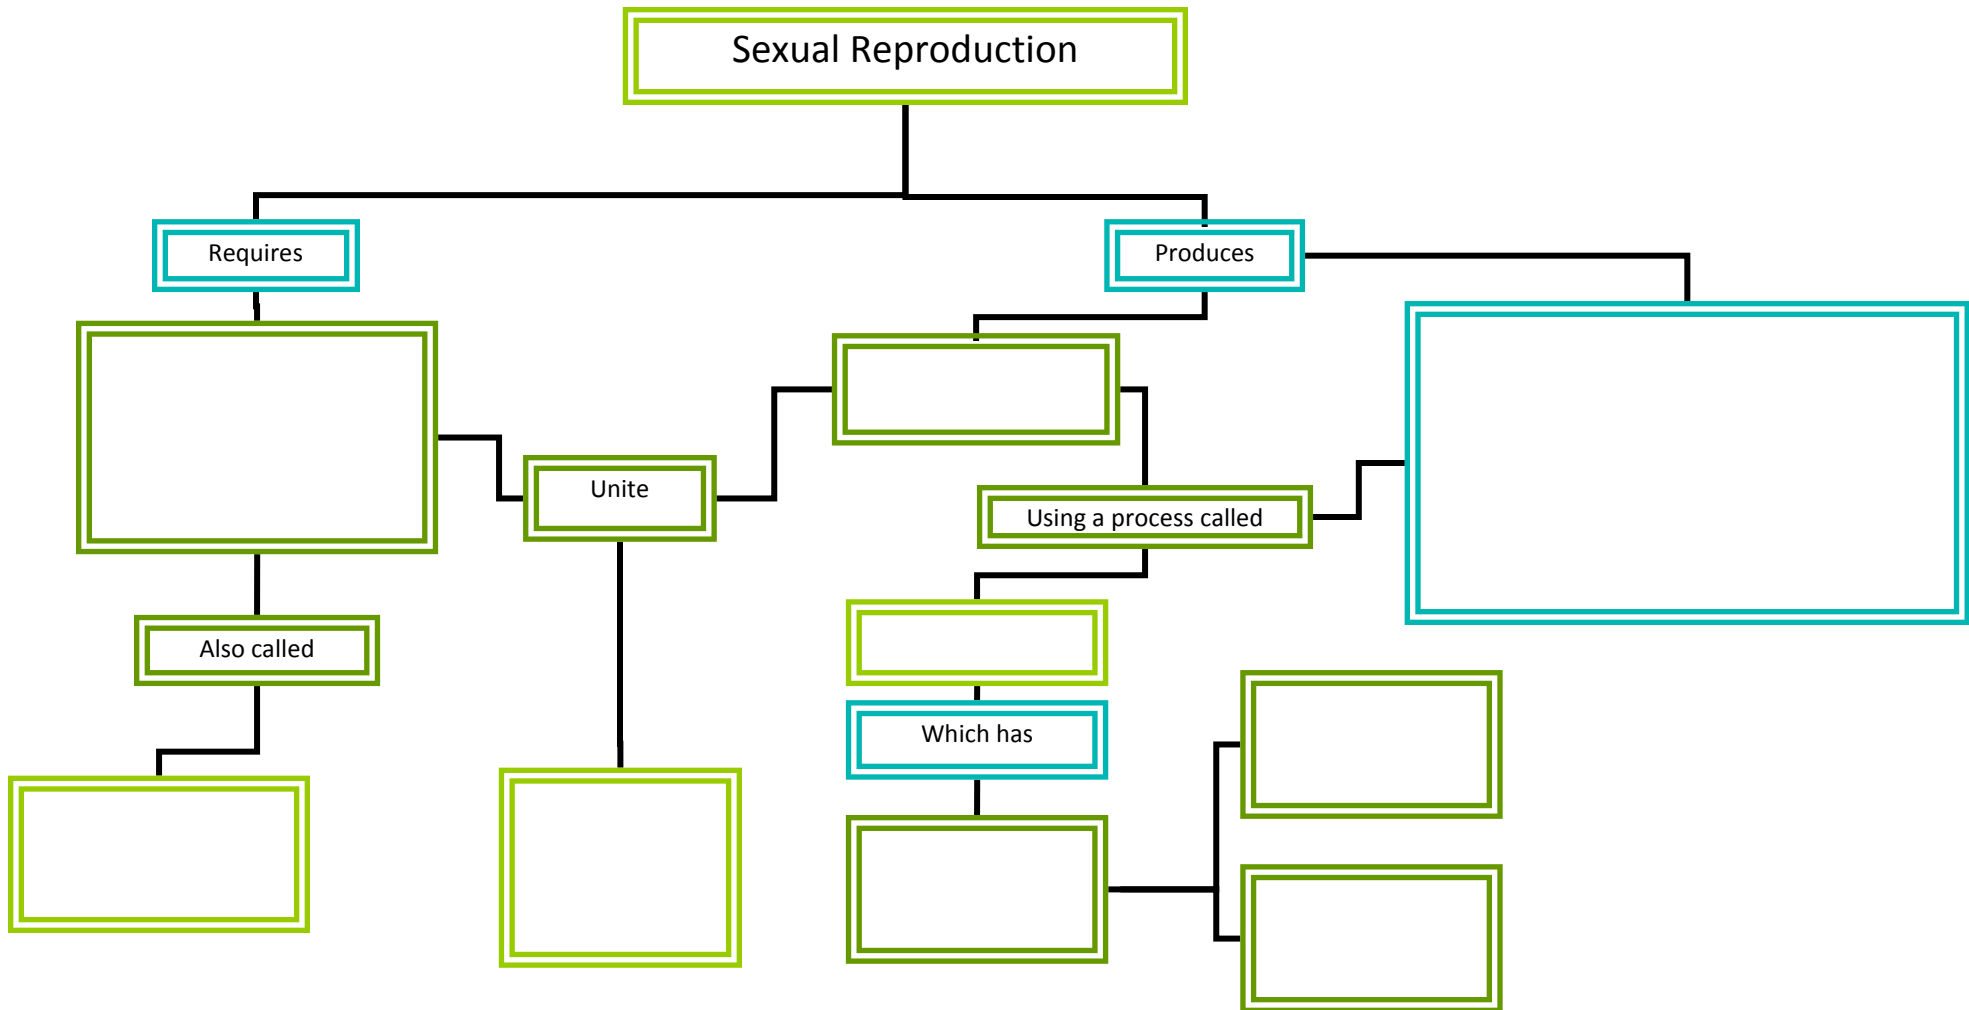 Sexual Reproduction
Requires
Produces
Unite
Using a process called
Also called
Which has